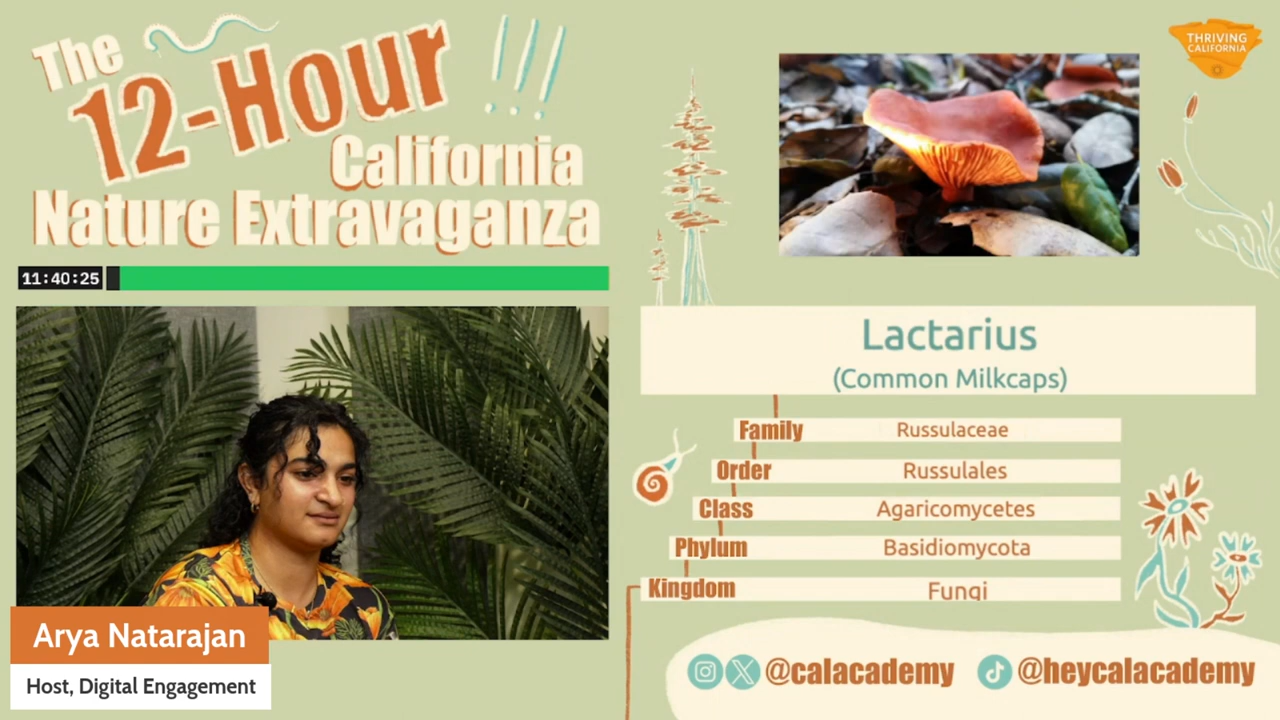 The
12-Hour
!!!
California
Nature Extravaganza
11:40:25
THRIVING
CALIFORNIA
Lactarius
(Common Milkcaps)
Family Russulaceae
Order Russulales
Class Agaricomycetes
Phylum Basidiomycota
Kingdom Fungi
Arya Natarajan
Host, Digital Engagement
@calacademy @heycalacademy